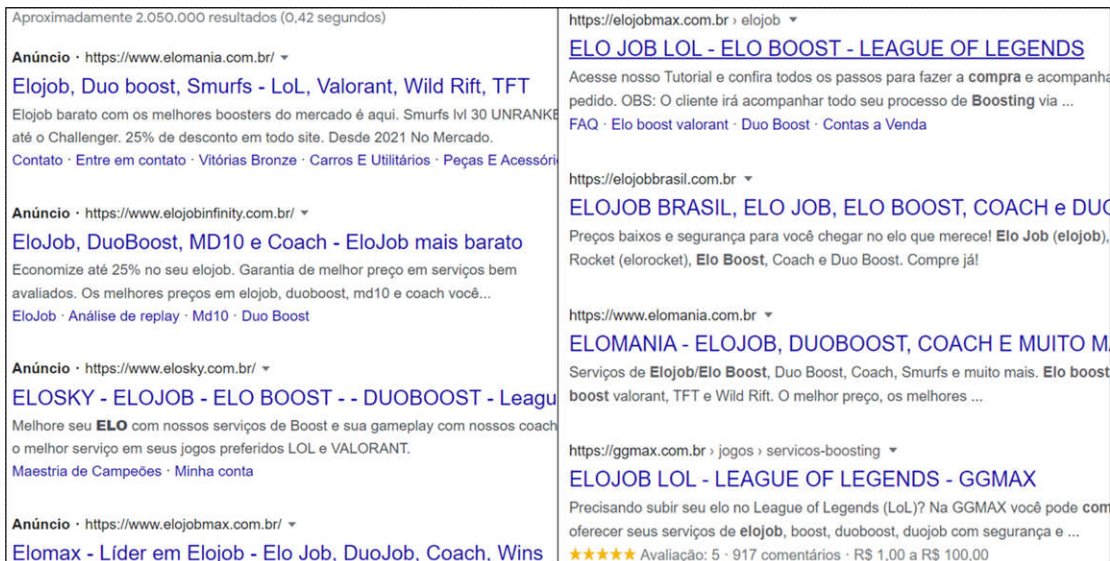 Aproximadamente 2.050.000 resultados (0,42 segundos)
Anúncio · https://www.elomania.com.br/
Elojob, Duo boost, Smurfs - LoL, Valorant, Wild Rift, TFT
Elojob barato com os melhores boosters do mercado é aqui. Smurfs lvl 30 UNRANKE
até o Challenger. 25% de desconto em todo site. Desde 2021 No Mercado.
Contato · Entre em contato · Vitórias Bronze · Carros E Utilitários · Peças E Acessóri
Anúncio · https://www.elojobinfinity.com.br/
EloJob, DuoBoost, MD10 e Coach - EloJob mais barato
Economize até 25% no seu elojob. Garantia de melhor preço em serviços bem
avaliados. Os melhores preços em elojob, duoboost, md10 e coach você...
EloJob · Análise de replay · Md10 · Duo Boost
Anúncio · https://www.elosky.com.br/
ELOSKY - ELOJOB - ELO BOOST - - DUOBOOST - Leagu
Melhore seu ELO com nossos serviços de Boost e sua gameplay com nossos coach
o melhor serviço em seus jogos preferidos LOL e VALORANT.
Maestria de Campeões · Minha conta
Anúncio · https://www.elojobmax.com.br/
Elomax - Líder em Elojob - Elo Job, DuoJob, Coach, Wins
https://elojobmax.com.br › elojob
ELO JOB LOL - ELO BOOST - LEAGUE OF LEGENDS
Acesse nosso Tutorial e confira todos os passos para fazer a compra e acompanha
pedido. OBS: O cliente irá acompanhar todo seu processo de Boosting via ...
FAQ · Elo boost valorant · Duo Boost · Contas a Venda
https://elojobbrasil.com.br
ELOJOB BRASIL, ELO JOB, ELO BOOST, COACH e DUO
Preços baixos e segurança para você chegar no elo que merece! Elo Job (elojob),
Rocket (elorocket), Elo Boost, Coach e Duo Boost. Compre já!
https://www.elomania.com.br
ELOMANIA - ELOJOB, DUOBOOST, COACH E MUITO MA
Serviços de Elojob/Elo Boost, Duo Boost, Coach, Smurfs e muito mais. Elo boost
boost valorant, TFT e Wild Rift. O melhor preço, os melhores ...
https://ggmax.com.br › jogos › servicos-boosting
ELOJOB LOL - LEAGUE OF LEGENDS - GGMAX
Precisando subir seu elo no League of Legends (LoL)? Na GGMAX você pode com
oferecer seus serviços de elojob, boost, duoboost, duojob com segurança e ...
★★★★★ Avaliação: 5 · 917 comentários · R$ 1,00 a R$ 100,00